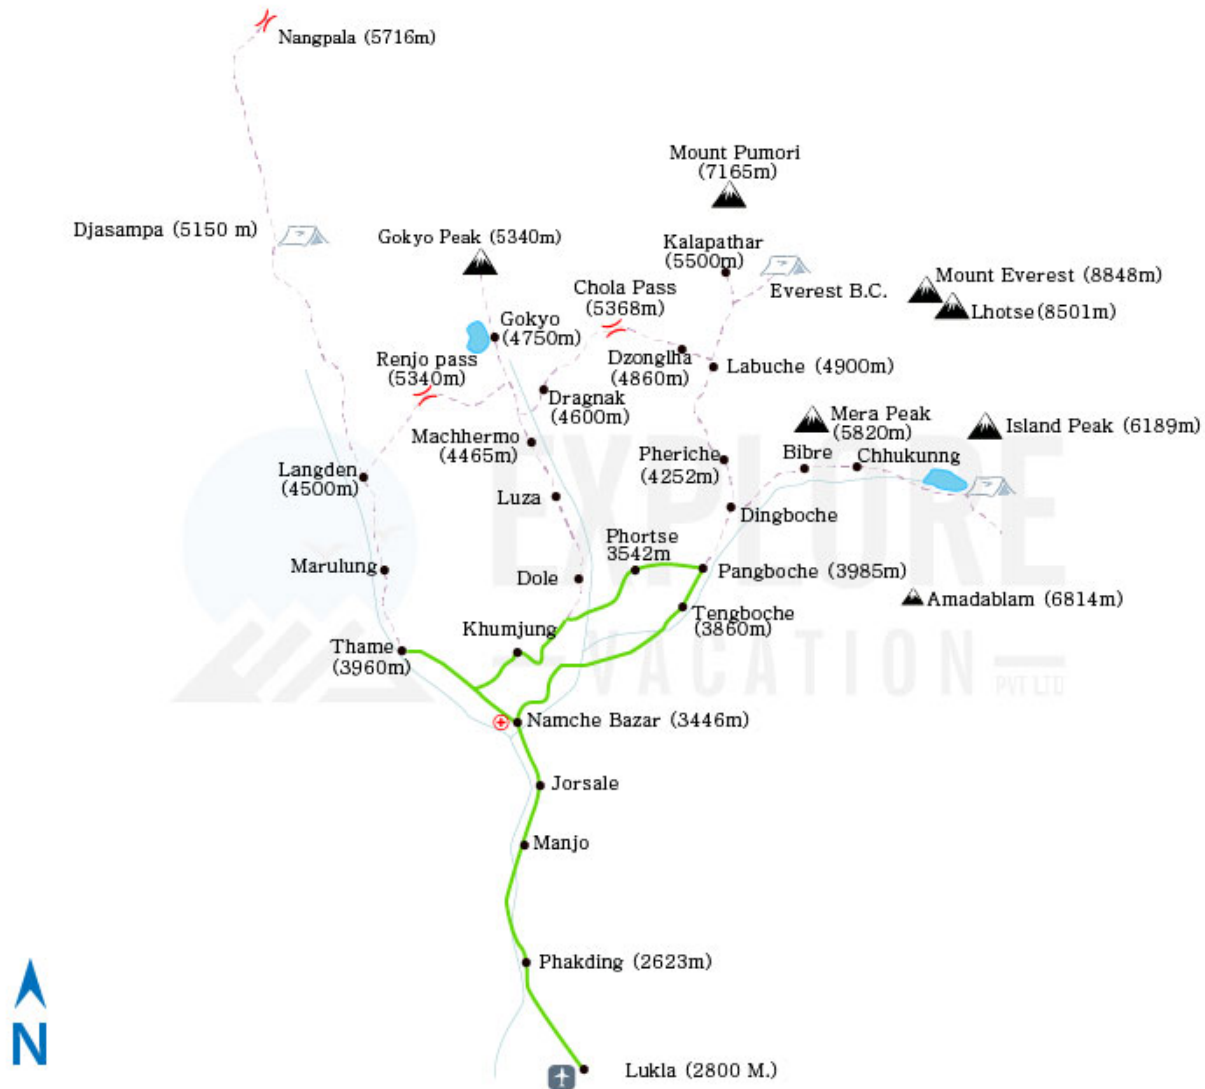 Nangpala (5716m)
Mount Pumori
(7165m)
Djasampa (5150 m)
Gokyo Peak (5340m)
Kalapathar
(5500m)
Everest B.C.
Mount Everest (8848m)
Lhotse(8501m)
Chola Pass
(5368m)
Gokyo
(4750m)
Renjo pass
(5340m)
Dzonglha
(4860m)
Labuche (4900m)
Dragnak
(4600m)
Mera Peak
(5820m)
Island Peak (6189m)
Machhermo
(4465m)
Pheriche
(4252m)
Bibre
Chhukunng
Langden
(4500m)
Luza
Dingboche
EXPLORE
Phortse
3542m
Marulung
Dole
Pangboche (3985m)
Amadablam (6814m)
Tengboche
(3860m)
Khumjung
Thame
(3960m)
VACATION
PVT LTD
Namche Bazar (3446m)
Jorsale
Manjo
Phakding (2623m)
N
Lukla (2800 M.)